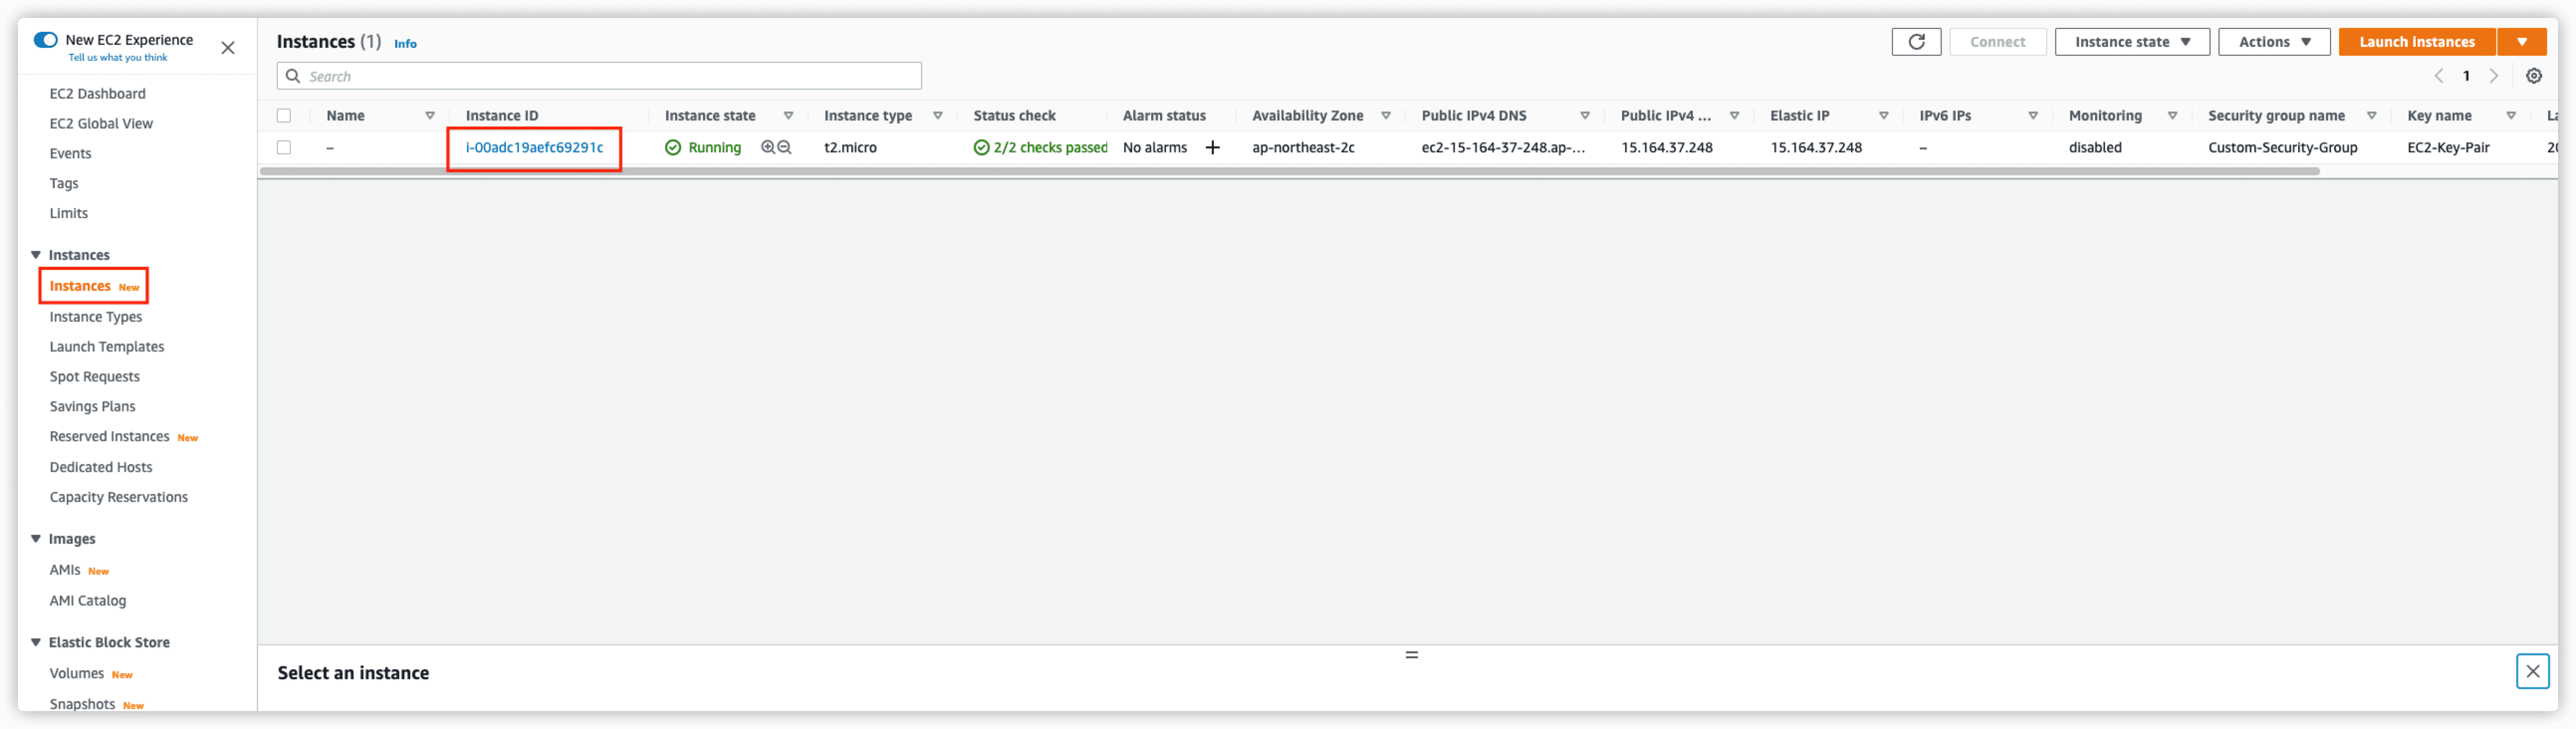 New EC2 Experience
Tell us what you think
EC2 Dashboard
EC2 Global View
Events
Tags
Limits
Instances
Instances New
Instance Types
Launch Templates
Spot Requests
Savings Plans
Reserved Instances New
Dedicated Hosts
Capacity Reservations
Images
AMIs New
AMI Catalog
Elastic Block Store
Volumes New
Snapshots New
Instances (1) Info
Connect Instance state Actions Launch instances
Search
1
Name Instance ID Instance state Instance type Status check Alarm status Availability Zone Public IPv4 DNS Public IPv4 ... Elastic IP IPv6 IPs Monitoring Security group name Key name
– i-00adc19aefc69291c Running t2.micro 2/2 checks passed No alarms + ap-northeast-2c ec2-15-164-37-248.ap-... 15.164.37.248 15.164.37.248 – disabled Custom-Security-Group EC2-Key-Pair
Select an instance